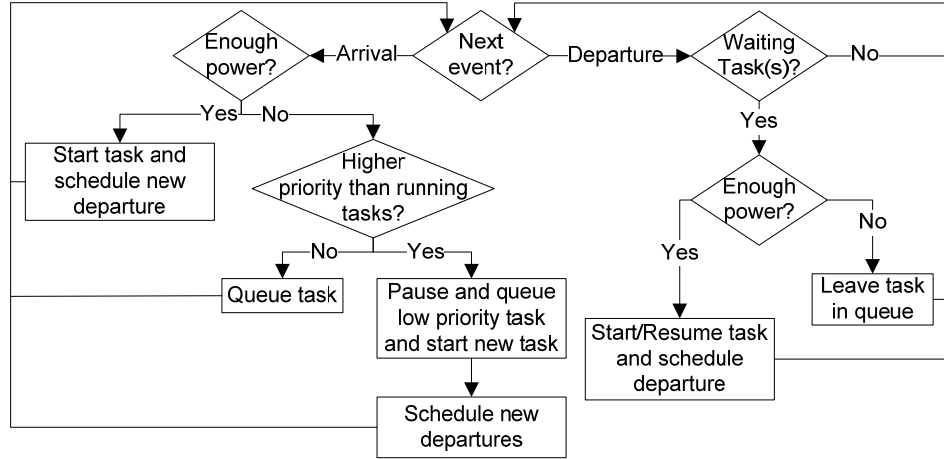 Enough
power?
Arrival
Next
event?
Departure
Waiting
Task(s)?
No
Yes
No
Yes
Start task and
schedule new
departure
Higher
priority than running
tasks?
Enough
power?
No
Yes
Yes
No
Queue task
Pause and queue
low priority task
and start new task
Leave task
in queue
Start/Resume task
and schedule
departure
Schedule new
departures